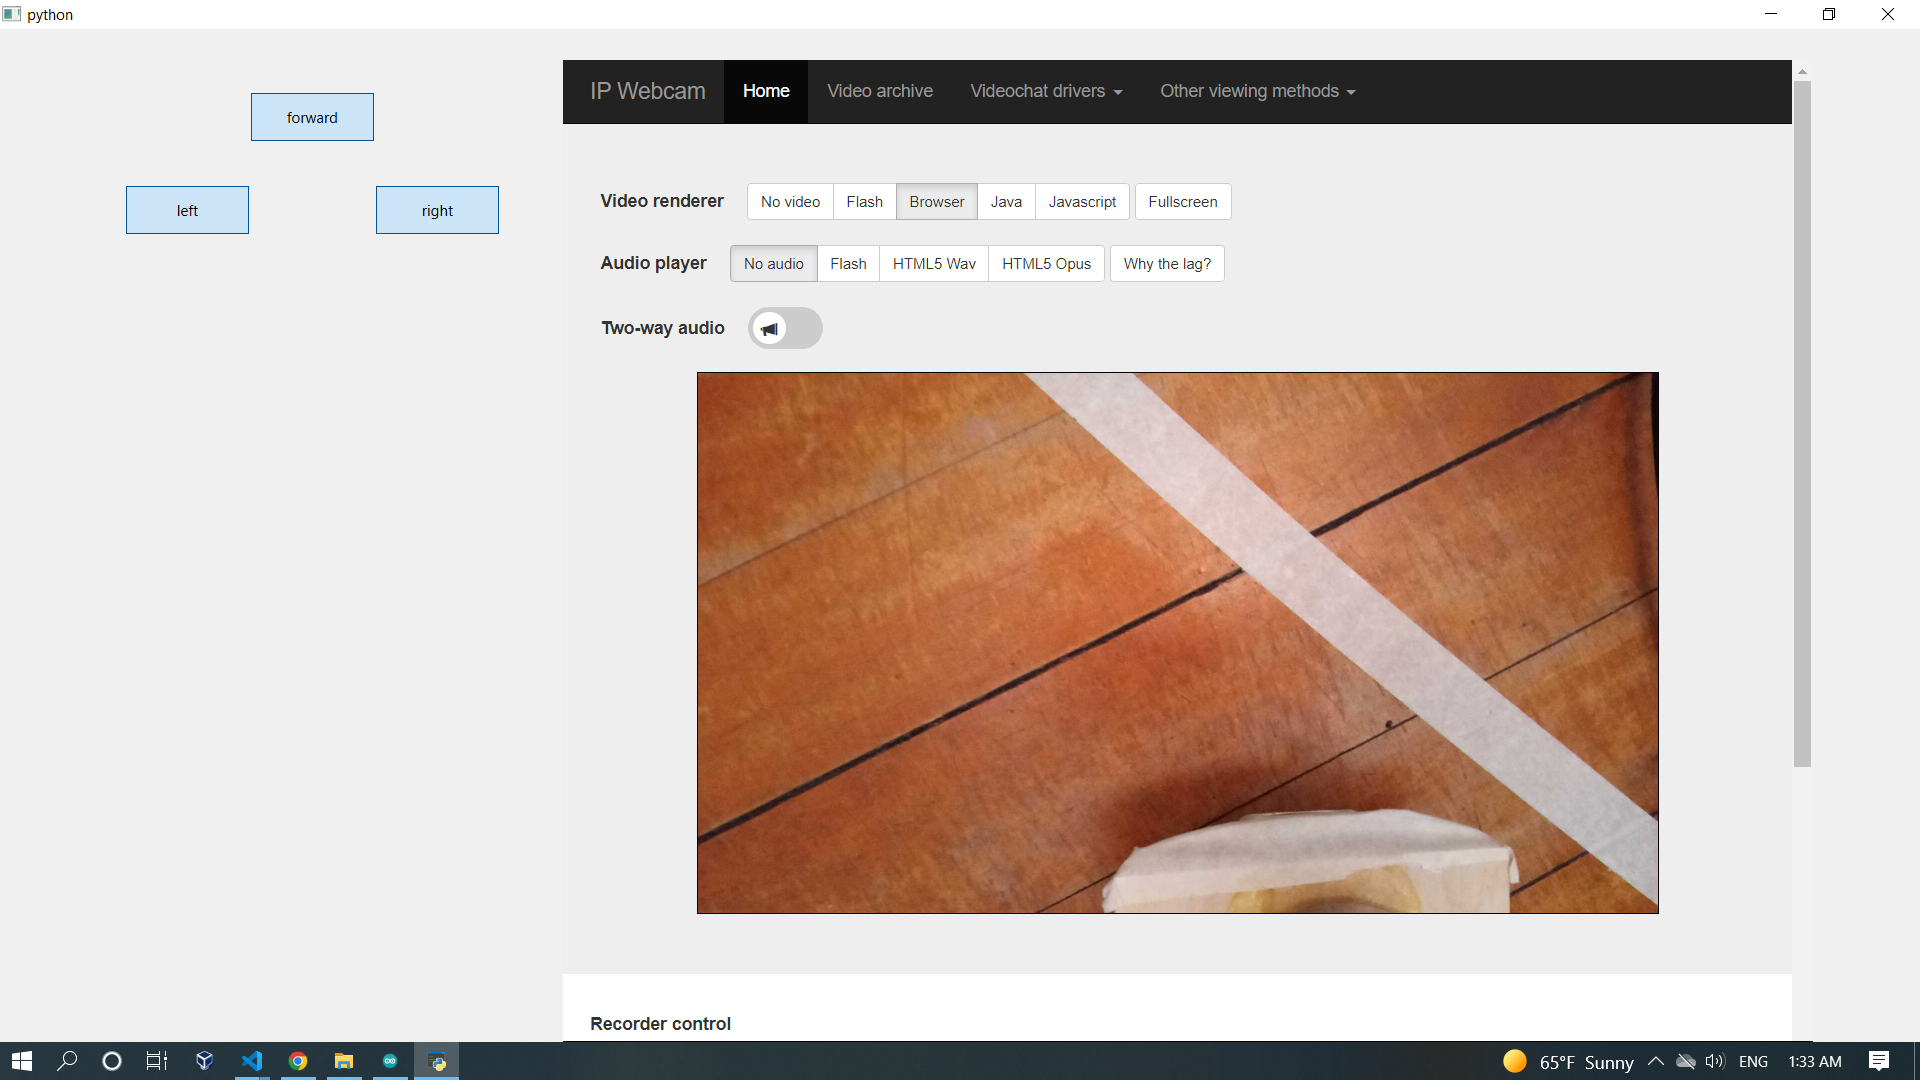 python
forward
left
right
IP Webcam Home Video archive Videochat drivers Other viewing methods
Video renderer No video Flash Browser Java Javascript Fullscreen
Audio player No audio Flash HTML5 Wav HTML5 Opus Why the lag?
Two-way audio
Recorder control
65°F Sunny ENG 1:33 AM